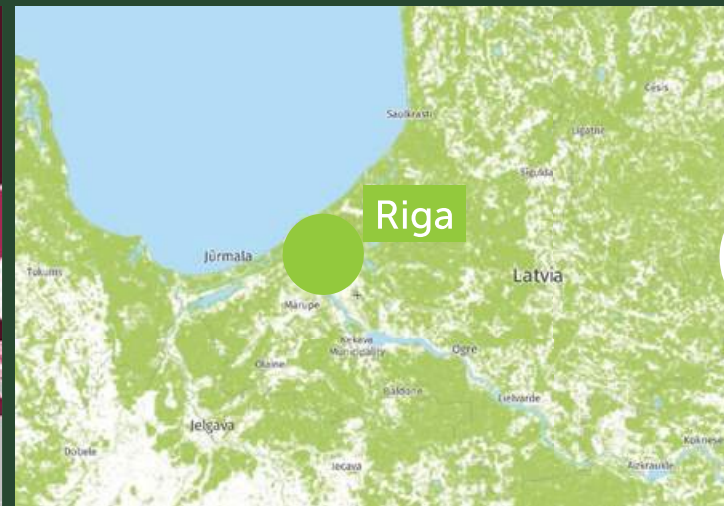 Cēsis
Saulkrasti
Līgatne
Sigulda
Riga
Jūrmala
Tukums
Latvia
Mārupe
Ķekava
Municipality
Ogre
Olaine
Baldone
Lielvārde
Jelgava
Koknese
Dobele
Iecava
Aizkraukle